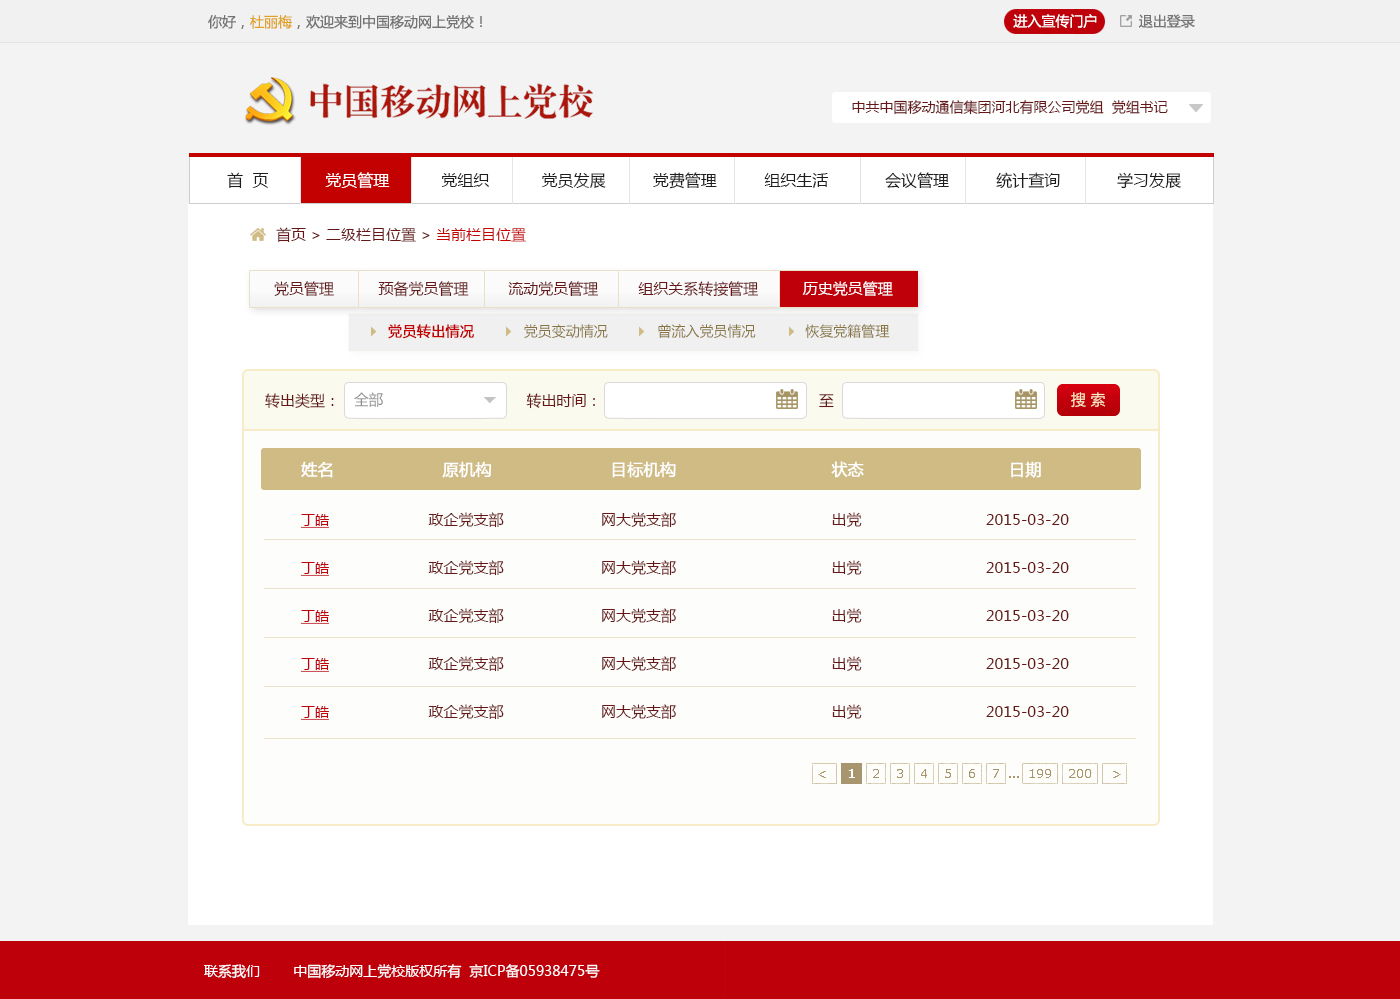 你好，杜丽梅，欢迎来到中国移动网上党校！ 进入宣传门户 退出登录
中国移动网上党校
中共中国移动通信集团河北有限公司党组 党组书记
首 页 党员管理 党组织 党员发展 党费管理 组织生活 会议管理 统计查询 学习发展
首页 > 二级栏目位置 > 当前栏目位置
党员管理 预备党员管理 流动党员管理 组织关系转接管理 历史党员管理
党员转出情况 党员变动情况 曾流入党员情况 恢复党籍管理
转出类型： 全部 转出时间： 至 搜 索
姓名 原机构 目标机构 状态 日期
丁皓 政企党支部 网大党支部 出党 2015-03-20
丁皓 政企党支部 网大党支部 出党 2015-03-20
丁皓 政企党支部 网大党支部 出党 2015-03-20
丁皓 政企党支部 网大党支部 出党 2015-03-20
丁皓 政企党支部 网大党支部 出党 2015-03-20
< 1 2 3 4 5 6 7 ... 199 200 >
联系我们 中国移动网上党校版权所有 京ICP备05938475号